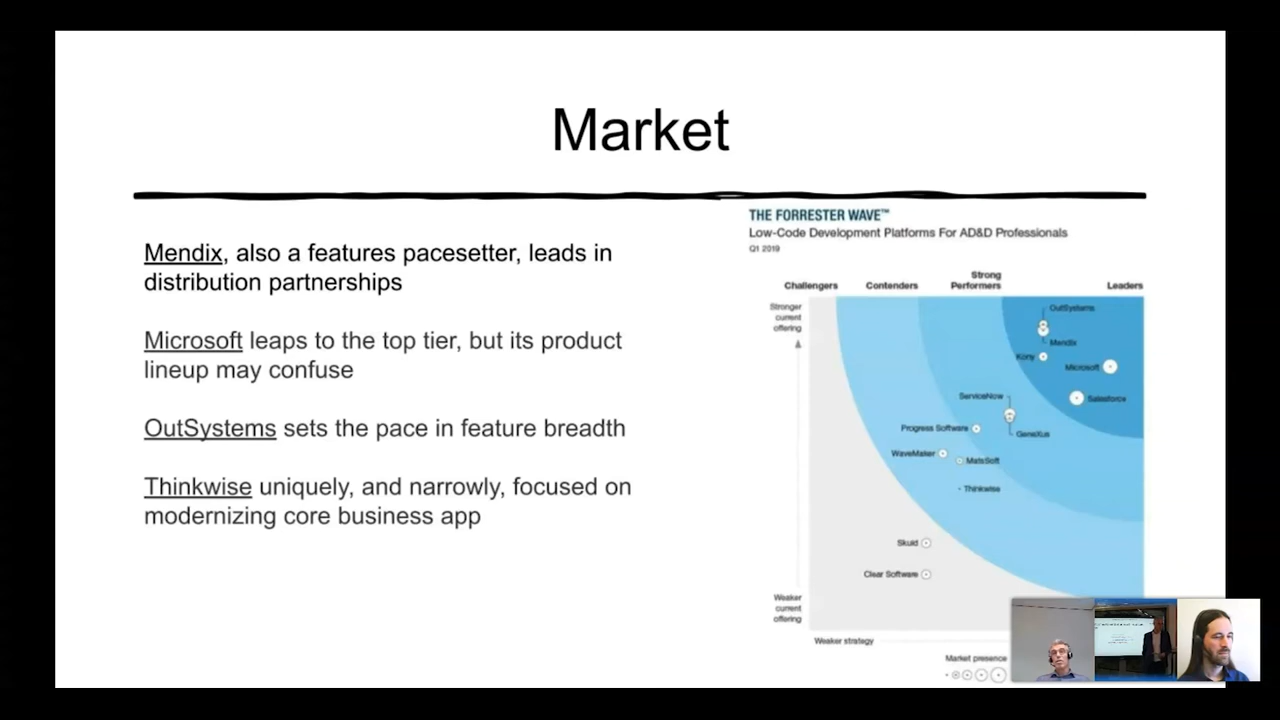 Market
Mendix, also a features pacesetter, leads in
distribution partnerships
Microsoft leaps to the top tier, but its product
lineup may confuse
OutSystems sets the pace in feature breadth
Thinkwise uniquely, and narrowly, focused on
modernizing core business app
THE FORRESTER WAVE™
Low-Code Development Platforms For AD&D Professionals
Q1 2019
Challengers
Contenders
Strong
Performers
Leaders
Stronger
current
offering
OutSystems
Mendix
Kony
Microsoft
Salesforce
ServiceNow
GeneXus
Progress Software
WaveMaker
MatsSoft
Thinkwise
Skuid
Clear Software
Weaker
current
offering
Weaker strategy
Market presence